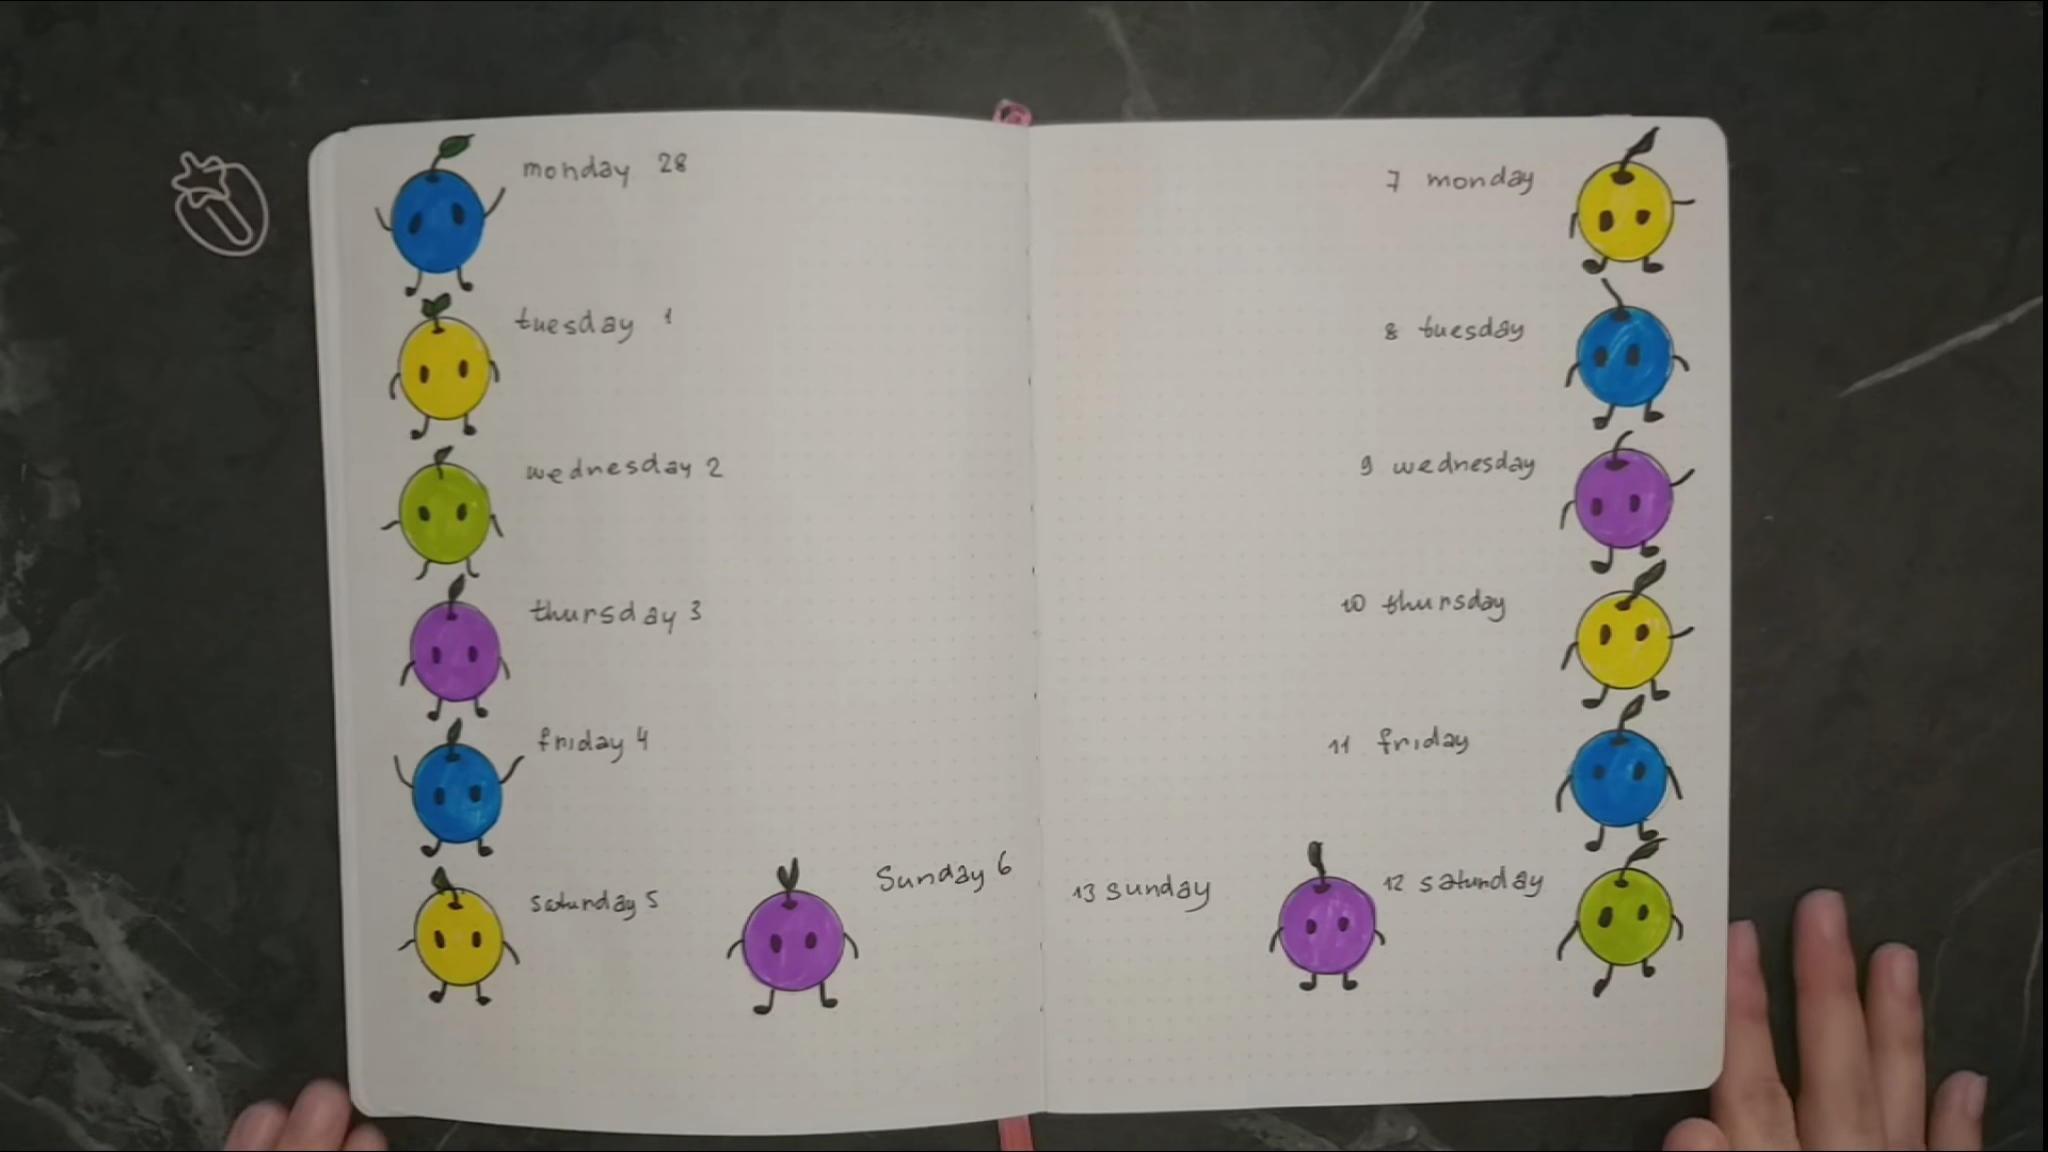 monday 28
tuesday 1
wednesday 2
thursday 3
friday 4
saturday 5
Sunday 6
7 monday
8 tuesday
9 wednesday
10 thursday
11 friday
12 saturday
13 sunday